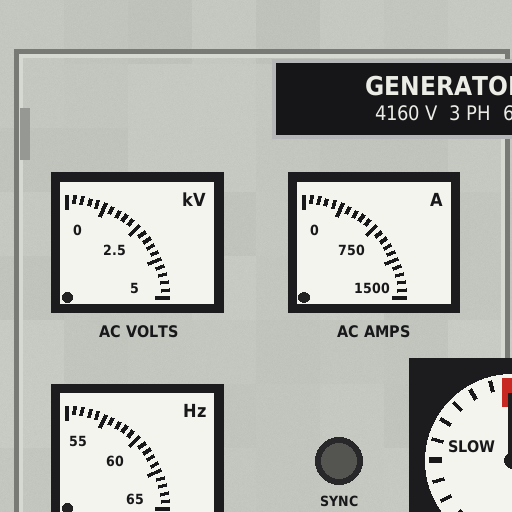 GENERATO
4160 V 3 PH 6
kV
0
2.5
5
AC VOLTS
A
0
750
1500
AC AMPS
Hz
55
60
65
SYNC
SLOW